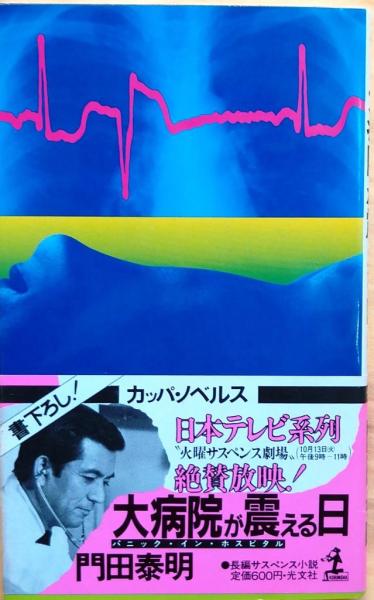 書下ろし!
カッパ・ノベルス
日本テレビ系列
"火曜サスペンス劇場"(10月13日(火)午後9時－11時)
絶賛放映!
大病院が震える日
パニック・イン・ホスピタル
門田泰明
●長編サスペンス小説
定価600円・光文社
KOBUNSHA